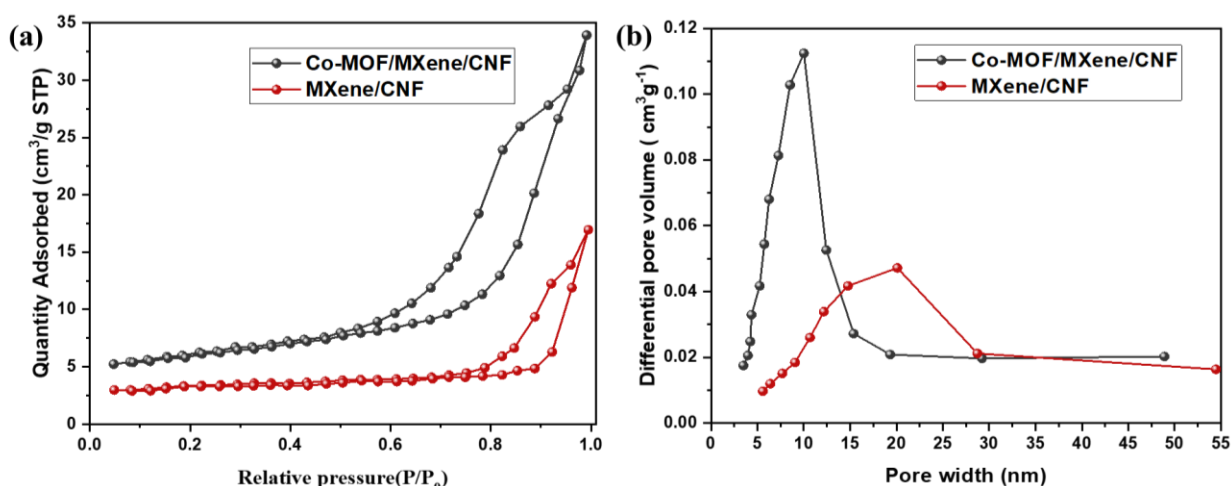 (a)
Quantity Adsorbed (cm³/g STP)
35
30
25
20
15
10
5
0
Co-MOF/MXene/CNF
MXene/CNF
0.0 0.2 0.4 0.6 0.8 1.0
Relative pressure(P/P₀)
(b)
Differential pore volume ( cm³g⁻¹)
0.12
0.10
0.08
0.06
0.04
0.02
0.00
Co-MOF/MXene/CNF
MXene/CNF
0 5 10 15 20 25 30 35 40 45 50 55
Pore width (nm)